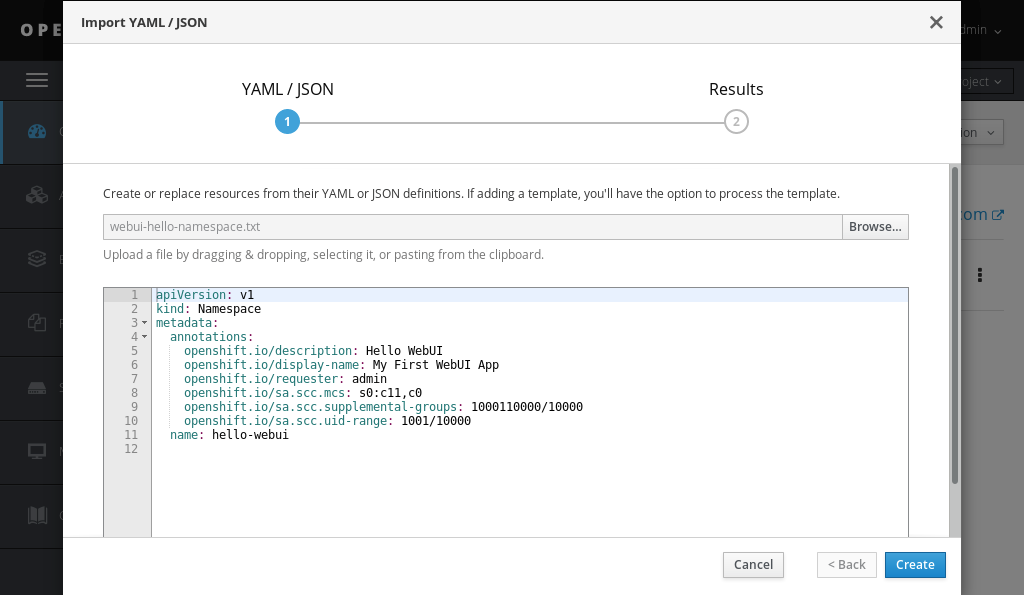 Import YAML / JSON
OPE
dmin
oject
YAML / JSON
Results
1
2
ion
Create or replace resources from their YAML or JSON definitions. If adding a template, you'll have the option to process the template.
webui-hello-namespace.txt
Browse...
om
Upload a file by dragging & dropping, selecting it, or pasting from the clipboard.
1 apiVersion: v1
2 kind: Namespace
3 metadata:
4   annotations:
5     openshift.io/description: Hello WebUI
6     openshift.io/display-name: My First WebUI App
7     openshift.io/requester: admin
8     openshift.io/sa.scc.mcs: s0:c11,c0
9     openshift.io/sa.scc.supplemental-groups: 1000110000/10000
10     openshift.io/sa.scc.uid-range: 1001/10000
11   name: hello-webui
12
Cancel
< Back
Create